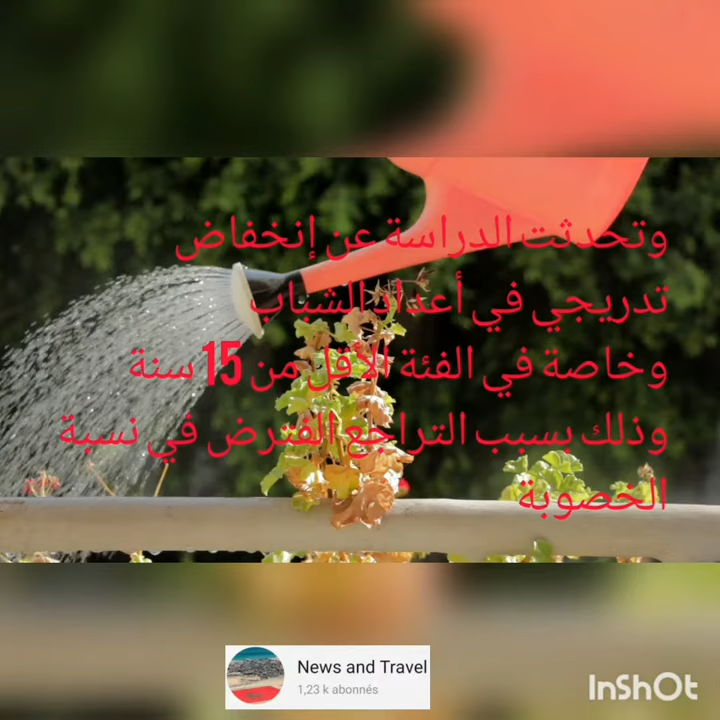 وتحدثت الدراسة عن إنخفاض
تدريجي في أعداد الشباب
وخاصة في الفئة الأقل من 15 سنة
وذلك بسبب التراجع الفترض في نسبة
الخصوبة
News and Travel
1,23 k abonnés
InShOt